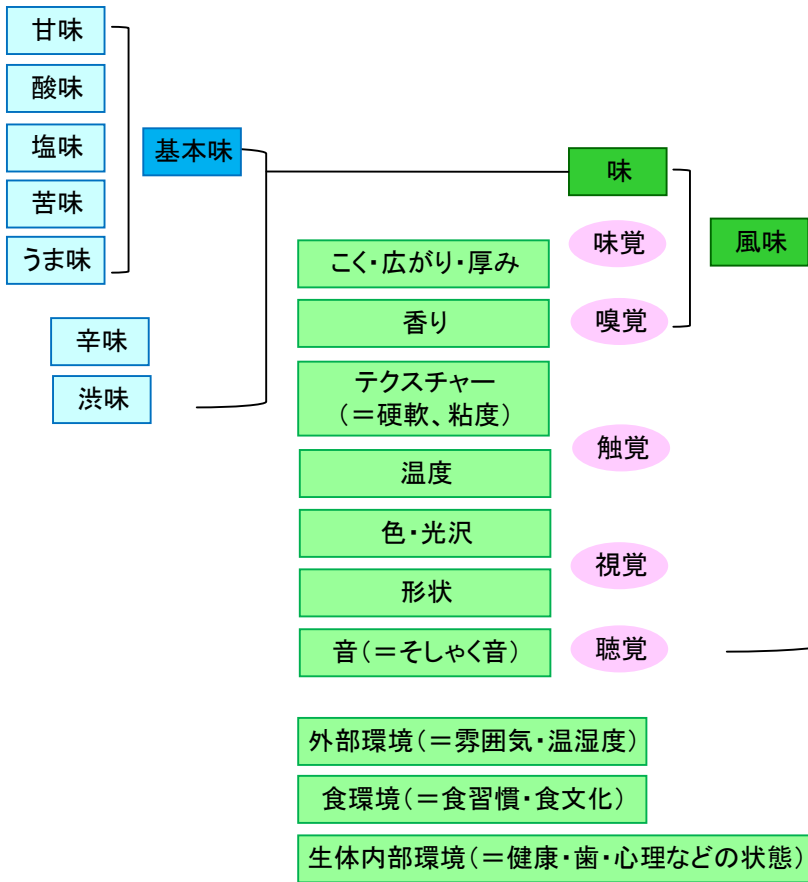 甘味
酸味
塩味
苦味
うま味
基本味
辛味
渋味
味
味覚
風味
こく・広がり・厚み
香り
嗅覚
テクスチャー
（＝硬軟、粘度）
触覚
温度
色・光沢
視覚
形状
音（＝そしゃく音）
聴覚
外部環境（＝雰囲気・温湿度）
食環境（＝食習慣・食文化）
生体内部環境（＝健康・歯・心理などの状態）